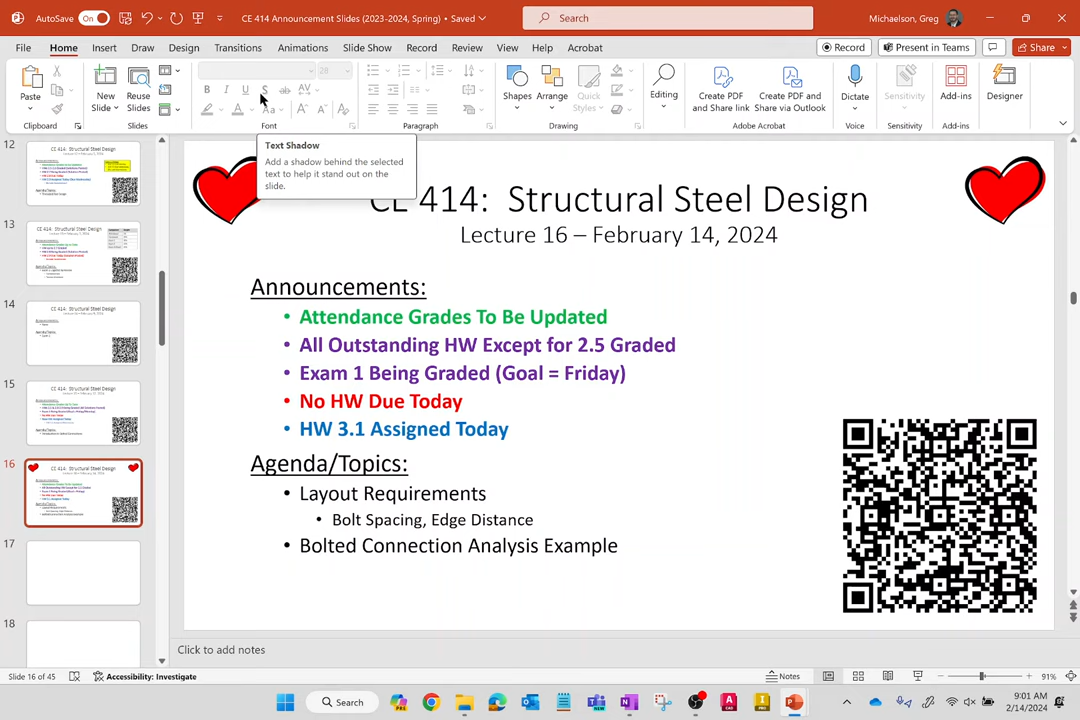 AutoSave On
CE 414 Announcement Slides (2023-2024, Spring) • Saved
Search
Michaelson, Greg
File Home Insert Draw Design Transitions Animations Slide Show Record Review View Help Acrobat
Record
Present in Teams
Share
Paste
New Slide
Reuse Slides
28
Shapes
Arrange
Quick Styles
Editing
Create PDF and Share link
Create PDF and Share via Outlook
Dictate
Sensitivity
Add-ins
Designer
Clipboard
Slides
Font
Paragraph
Drawing
Adobe Acrobat
Voice
Sensitivity
Add-ins
Text Shadow
Add a shadow behind the selected
text to help it stand out on the
slide.
12
13
14
15
16
17
18
CE 414: Structural Steel Design
Lecture 16 – February 14, 2024
Announcements:
• Attendance Grades To Be Updated
• All Outstanding HW Except for 2.5 Graded
• Exam 1 Being Graded (Goal = Friday)
• No HW Due Today
• HW 3.1 Assigned Today
Agenda/Topics:
• Layout Requirements
• Bolt Spacing, Edge Distance
• Bolted Connection Analysis Example
Click to add notes
Slide 16 of 45
Accessibility: Investigate
Notes
91%
Search
9:01 AM
2/14/2024